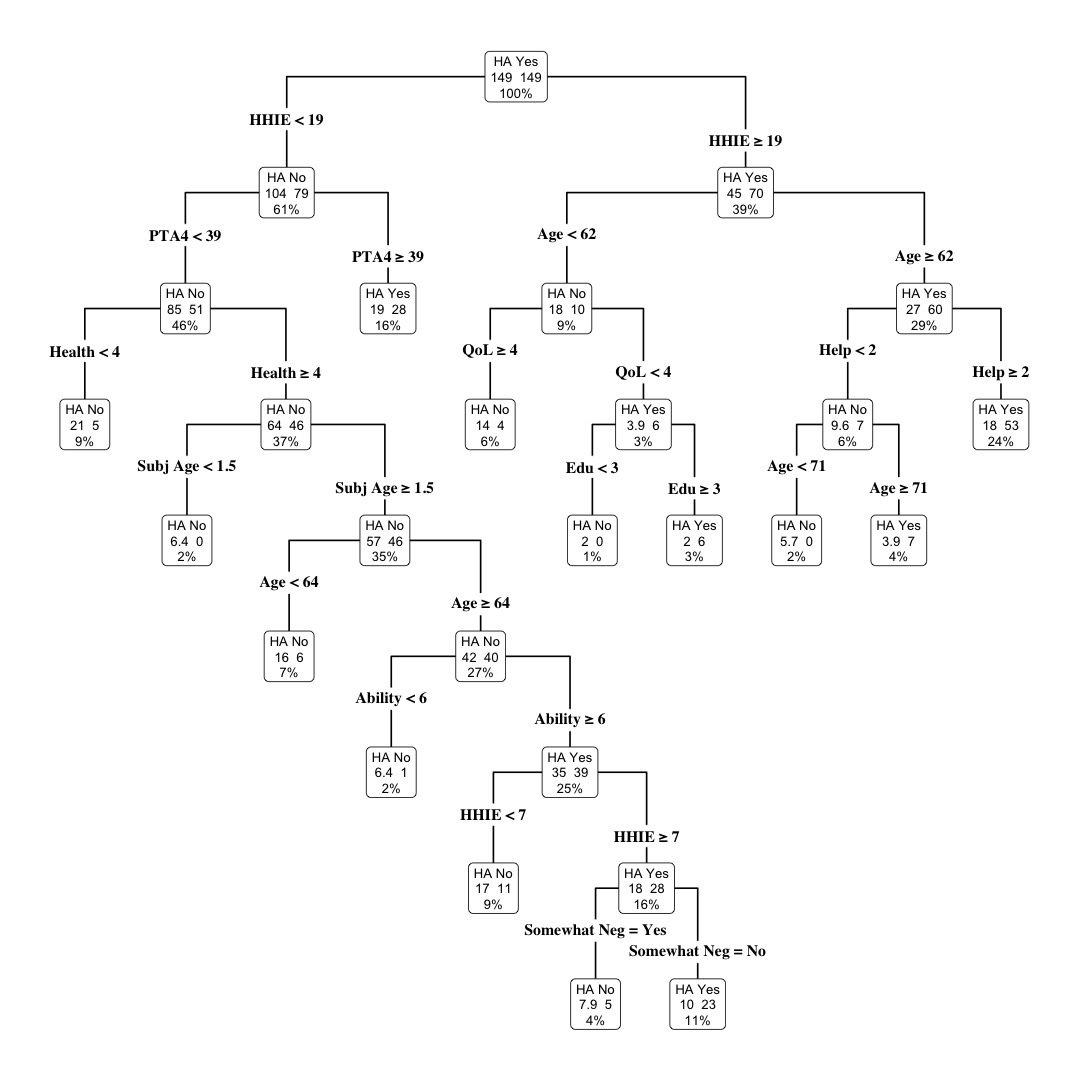 HA Yes
149 149
100%
HHIE < 19
HHIE ≥ 19
HA No
104 79
61%
HA Yes
45 70
39%
PTA4 < 39
PTA4 ≥ 39
Age < 62
Age ≥ 62
HA No
85 51
46%
HA Yes
19 28
16%
HA No
18 10
9%
HA Yes
27 60
29%
Health < 4
Health ≥ 4
QoL ≥ 4
QoL < 4
Help < 2
Help ≥ 2
HA No
21 5
9%
HA No
64 46
37%
HA No
14 4
6%
HA Yes
3.9 6
3%
HA No
9.6 7
6%
HA Yes
18 53
24%
Subj Age < 1.5
Subj Age ≥ 1.5
Edu < 3
Edu ≥ 3
Age < 71
Age ≥ 71
HA No
6.4 0
2%
HA No
57 46
35%
HA No
2 0
1%
HA Yes
2 6
3%
HA No
5.7 0
2%
HA Yes
3.9 7
4%
Age < 64
Age ≥ 64
HA No
16 6
7%
HA No
42 40
27%
Ability < 6
Ability ≥ 6
HA No
6.4 1
2%
HA Yes
35 39
25%
HHIE < 7
HHIE ≥ 7
HA No
17 11
9%
HA Yes
18 28
16%
Somewhat Neg = Yes
Somewhat Neg = No
HA No
7.9 5
4%
HA Yes
10 23
11%